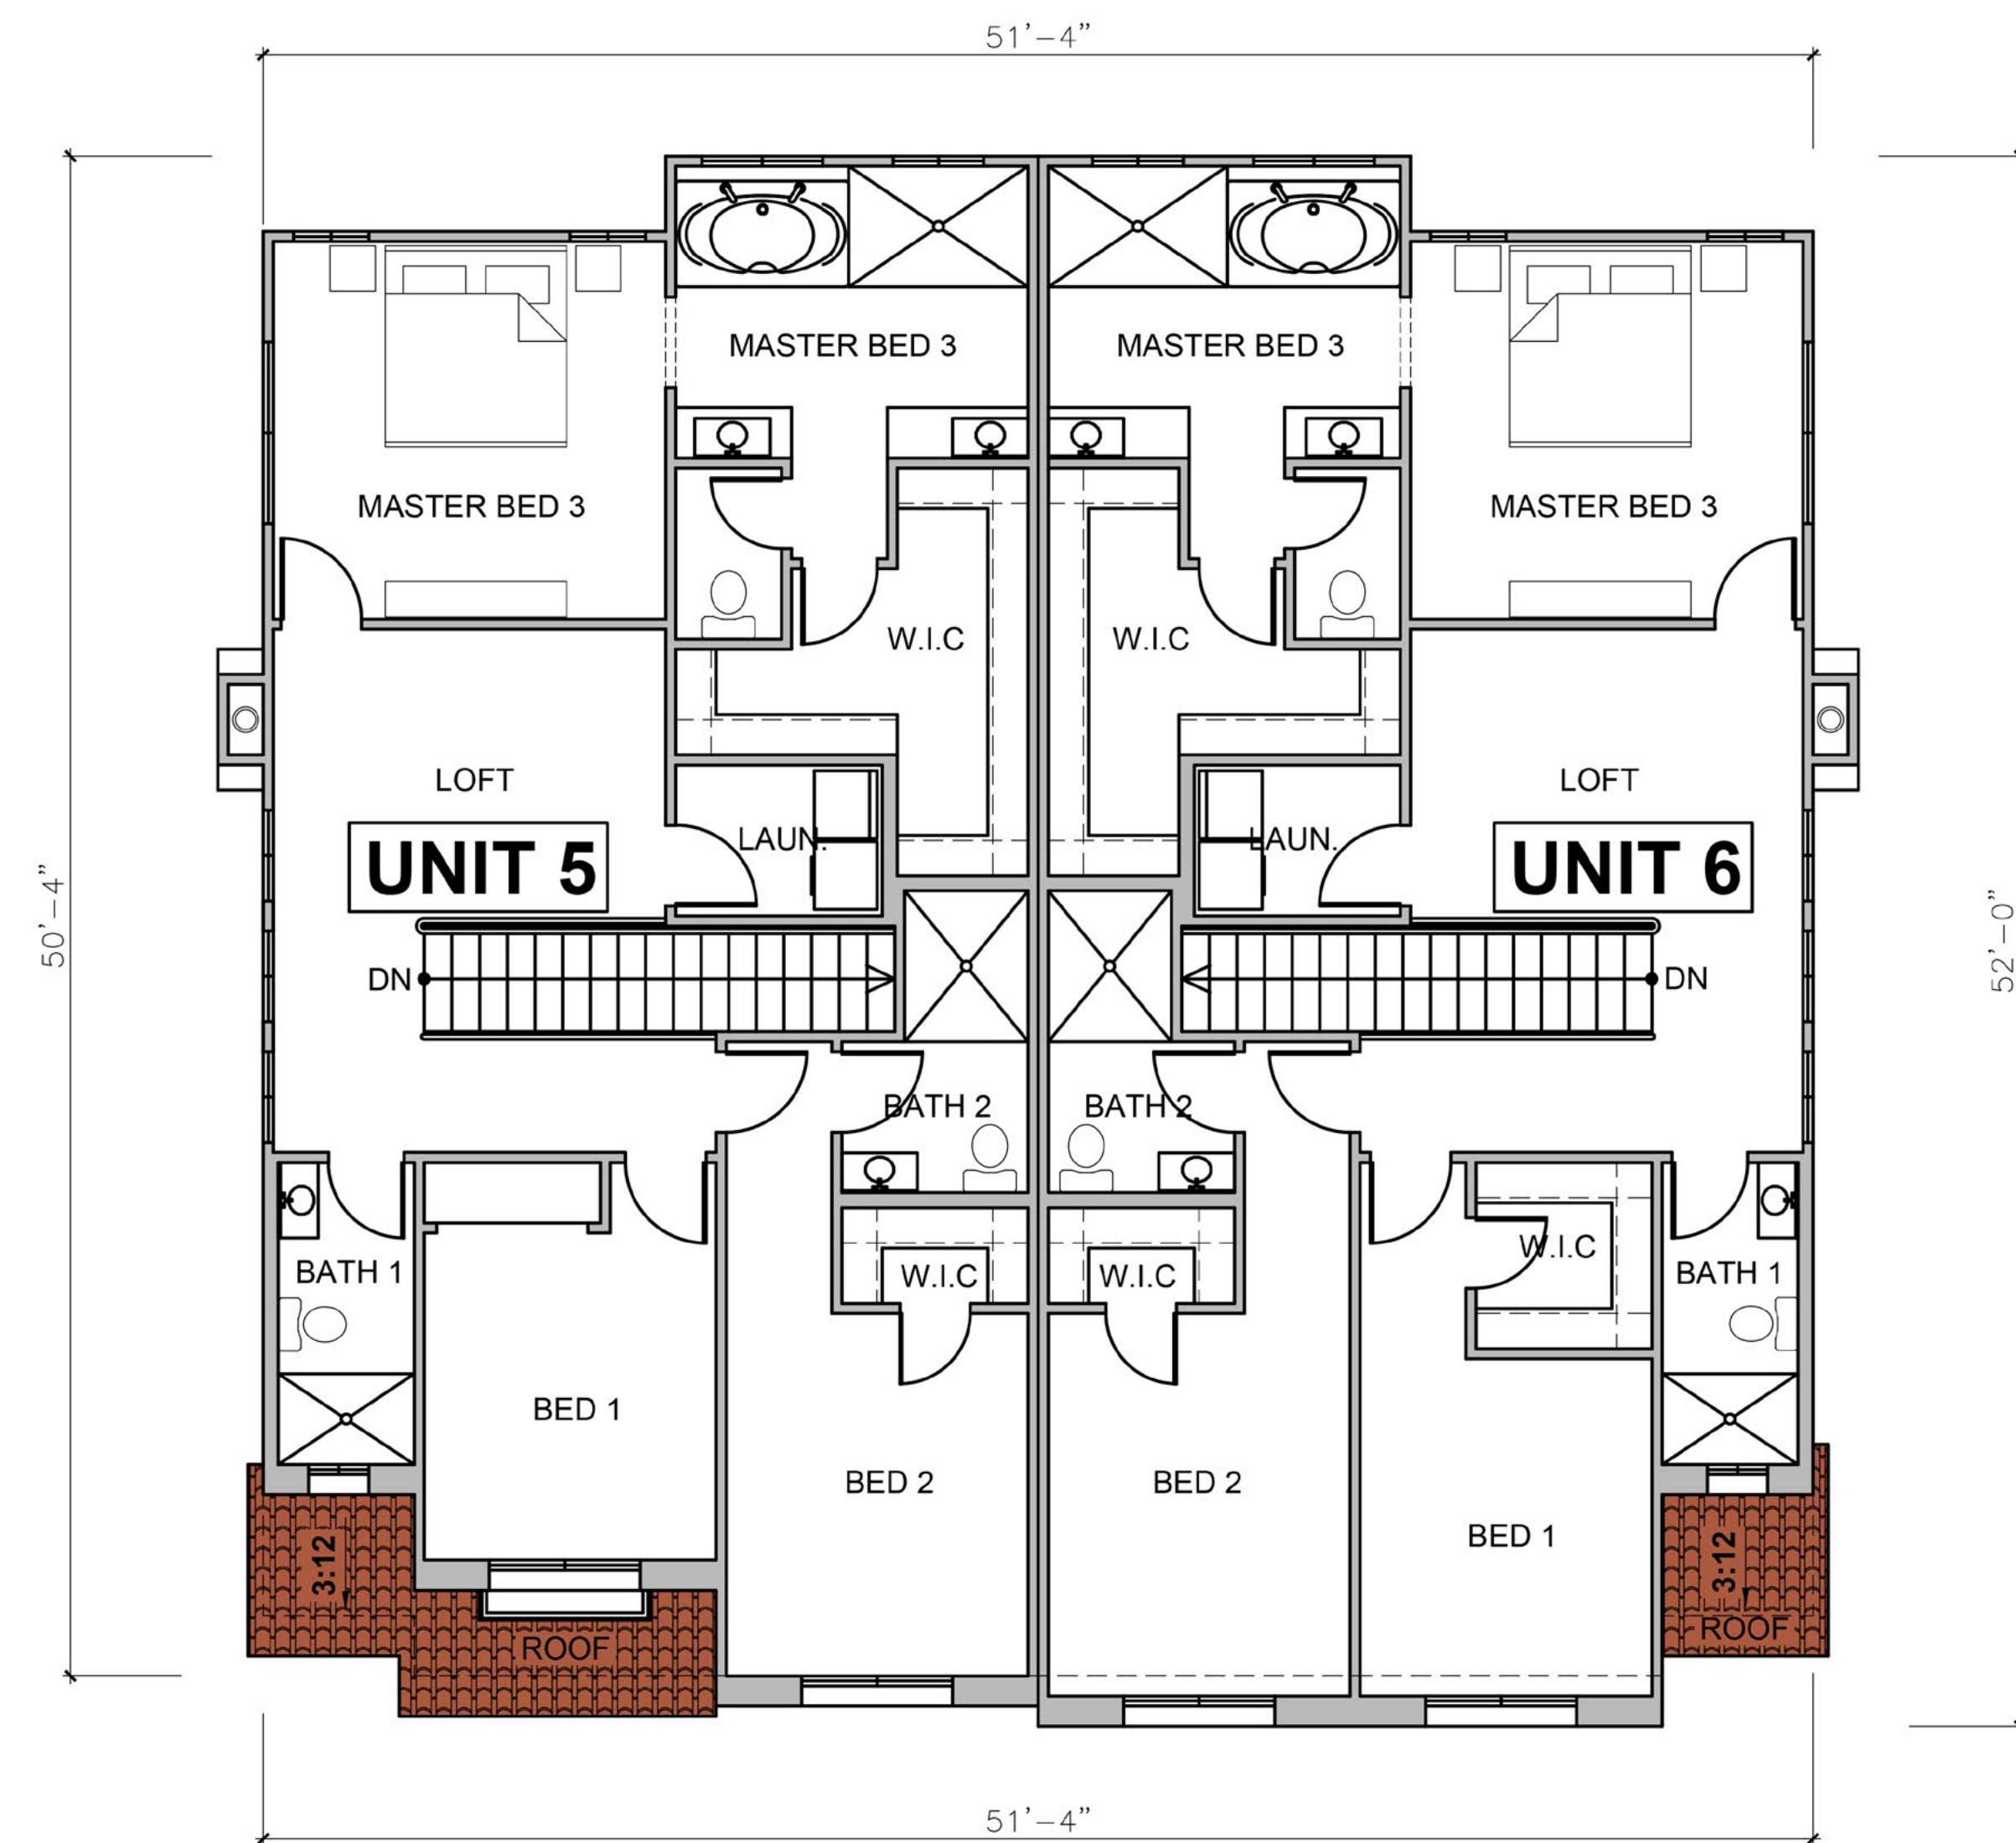 51'-4"
MASTER BED 3
MASTER BED 3
MASTER BED 3
MASTER BED 3
W.I.C
W.I.C
LOFT
LOFT
LAUN.
LAUN.
UNIT 5
UNIT 6
50'-4"
52'-0"
DN
DN
BATH 2
BATH 2
W.I.C
BATH 1
W.I.C
W.I.C
BATH 1
BED 1
BED 2
BED 2
BED 1
3:12
3:12
ROOF
ROOF
51'-4"